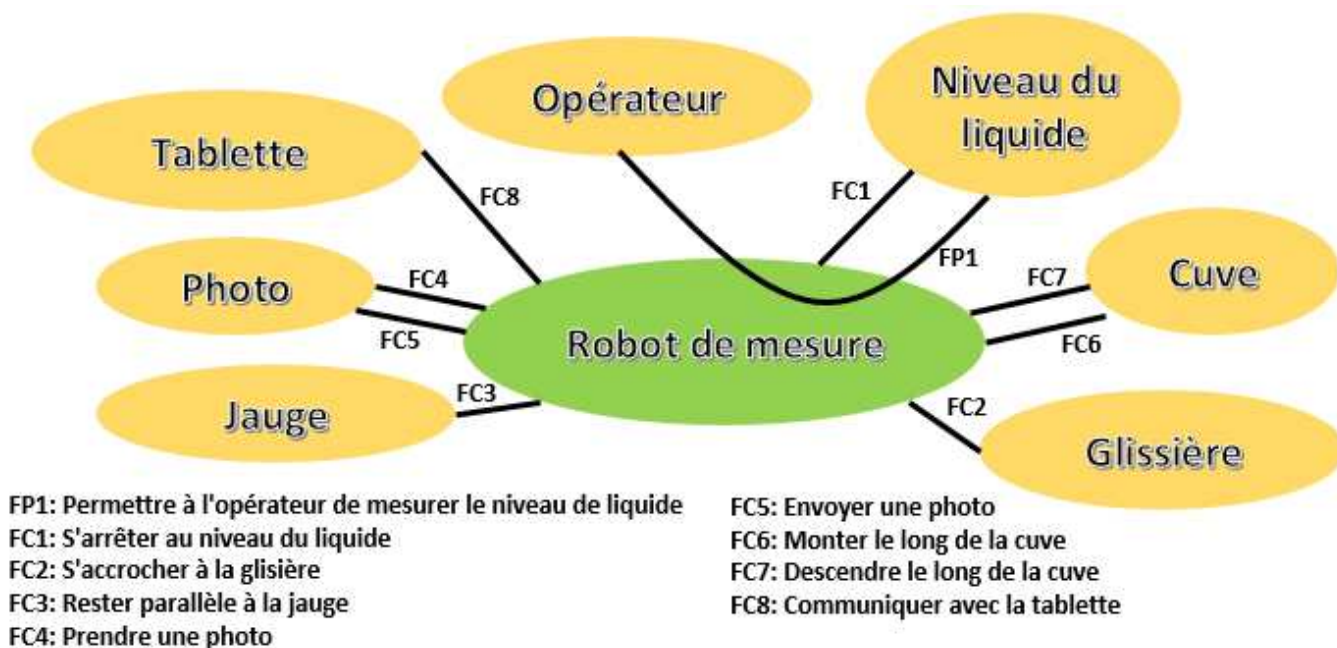 Opérateur
Niveau du
liquide
Tablette
FC8
FC1
FP1
Photo
FC4
FC5
FC7
Cuve
FC6
Robot de mesure
Jauge
FC3
FC2
Glissière
FP1: Permettre à l'opérateur de mesurer le niveau de liquide
FC1: S'arrêter au niveau du liquide
FC2: S'accrocher à la glisière
FC3: Rester parallèle à la jauge
FC4: Prendre une photo
FC5: Envoyer une photo
FC6: Monter le long de la cuve
FC7: Descendre le long de la cuve
FC8: Communiquer avec la tablette